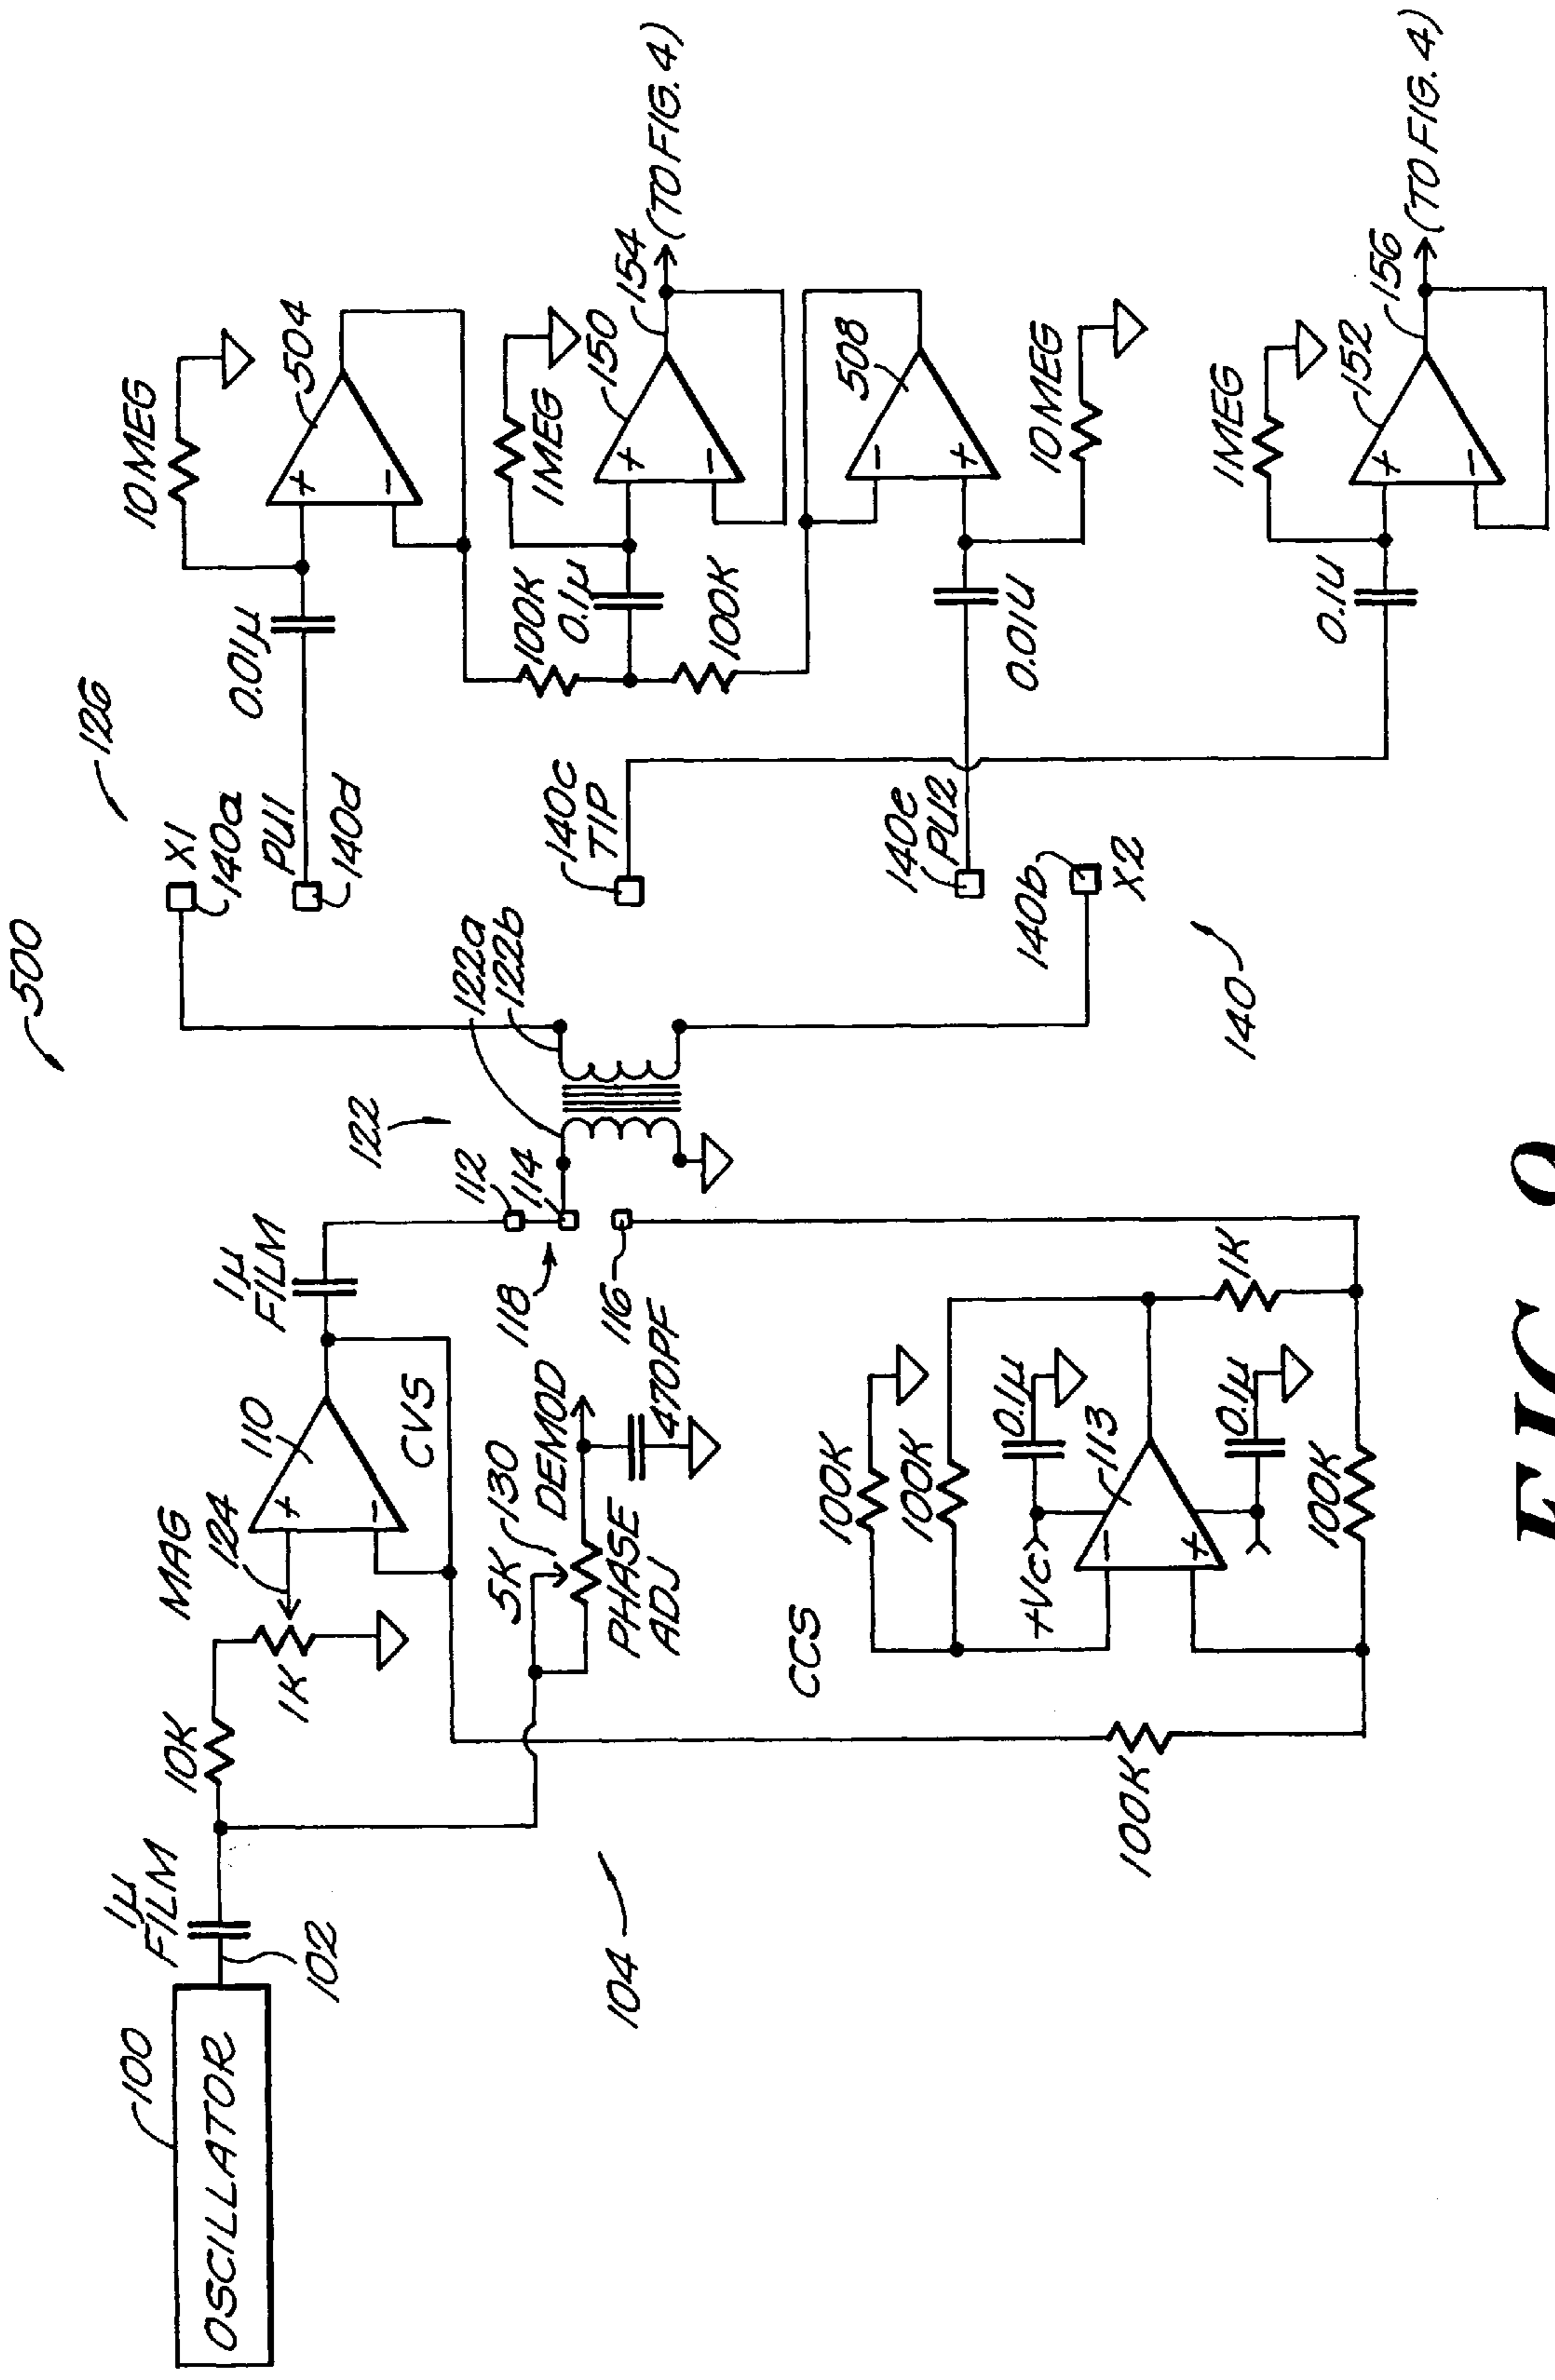 500
126
X1
140a
PU1
140d
0.01µ
10 MEG
504
+
−
100K
0.1µ
1MEG
+
−
150
154
(TO FIG. 4)
100K
−
+
508
10 MEG
0.01U
140c
TIP
140e
PU2
140b
X2
140
0.1U
1MEG
+
−
152
156
(TO FIG. 4)
100
OSCILLATOR
102
1µ
FILM
10K
1K
MAG
124
+
−
110
CVS
1µ
FILM
112
114
118
116
122
122a
122b
5K
130
DEMOD
PHASE
ADJ
470PF
104
CCS
100K
100K
+Vc
0.1µ
113
−
+
0.1µ
1K
100K
100K